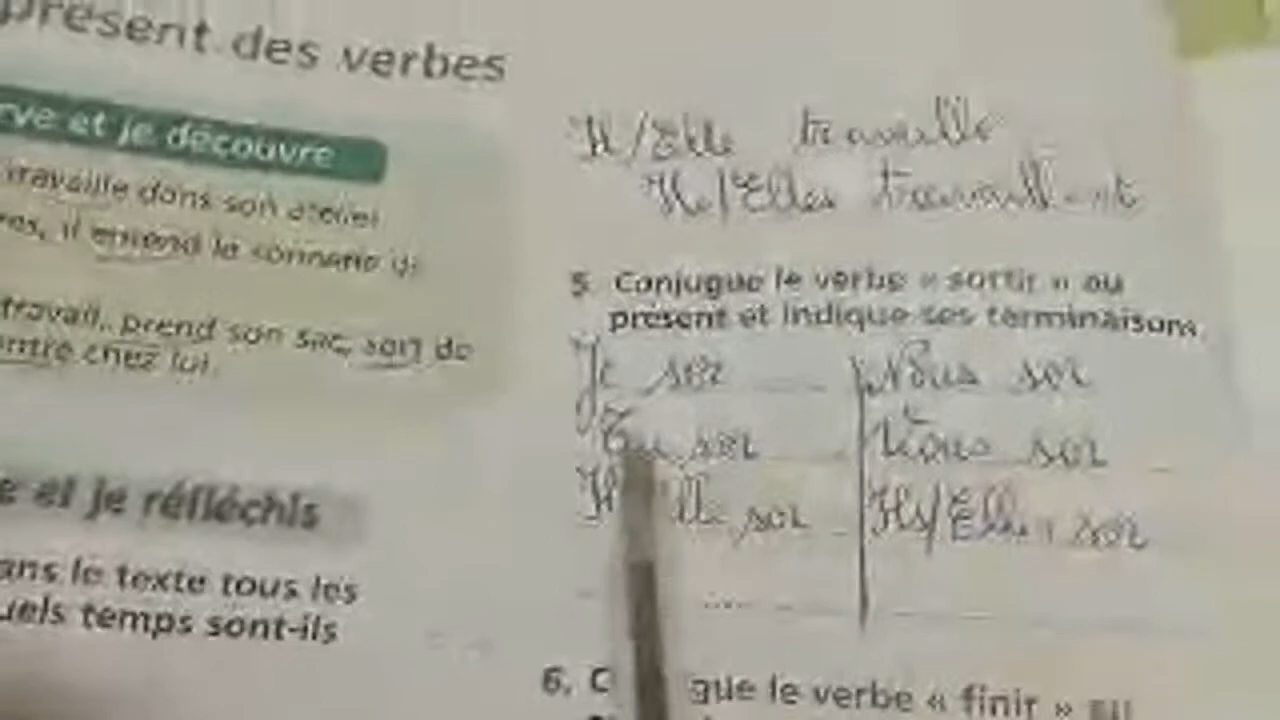 présent des verbes
rve et je découvre
travaille dans son atelier
res, il entend la sonnerie
travail, prend son sac, sort de
entre chez lui.
e et je réfléchis
ans le texte tous les
uels temps sont-ils
Il/Elle travaille
Ils/Elles travaillent
5. Conjugue le verbe « sortir » au
présent et indique ses terminaisons.
Je sor
Tu sor
sor
Nous sor
Vous sor
Ils/Elles sor
6. C gue le verbe « finir » au